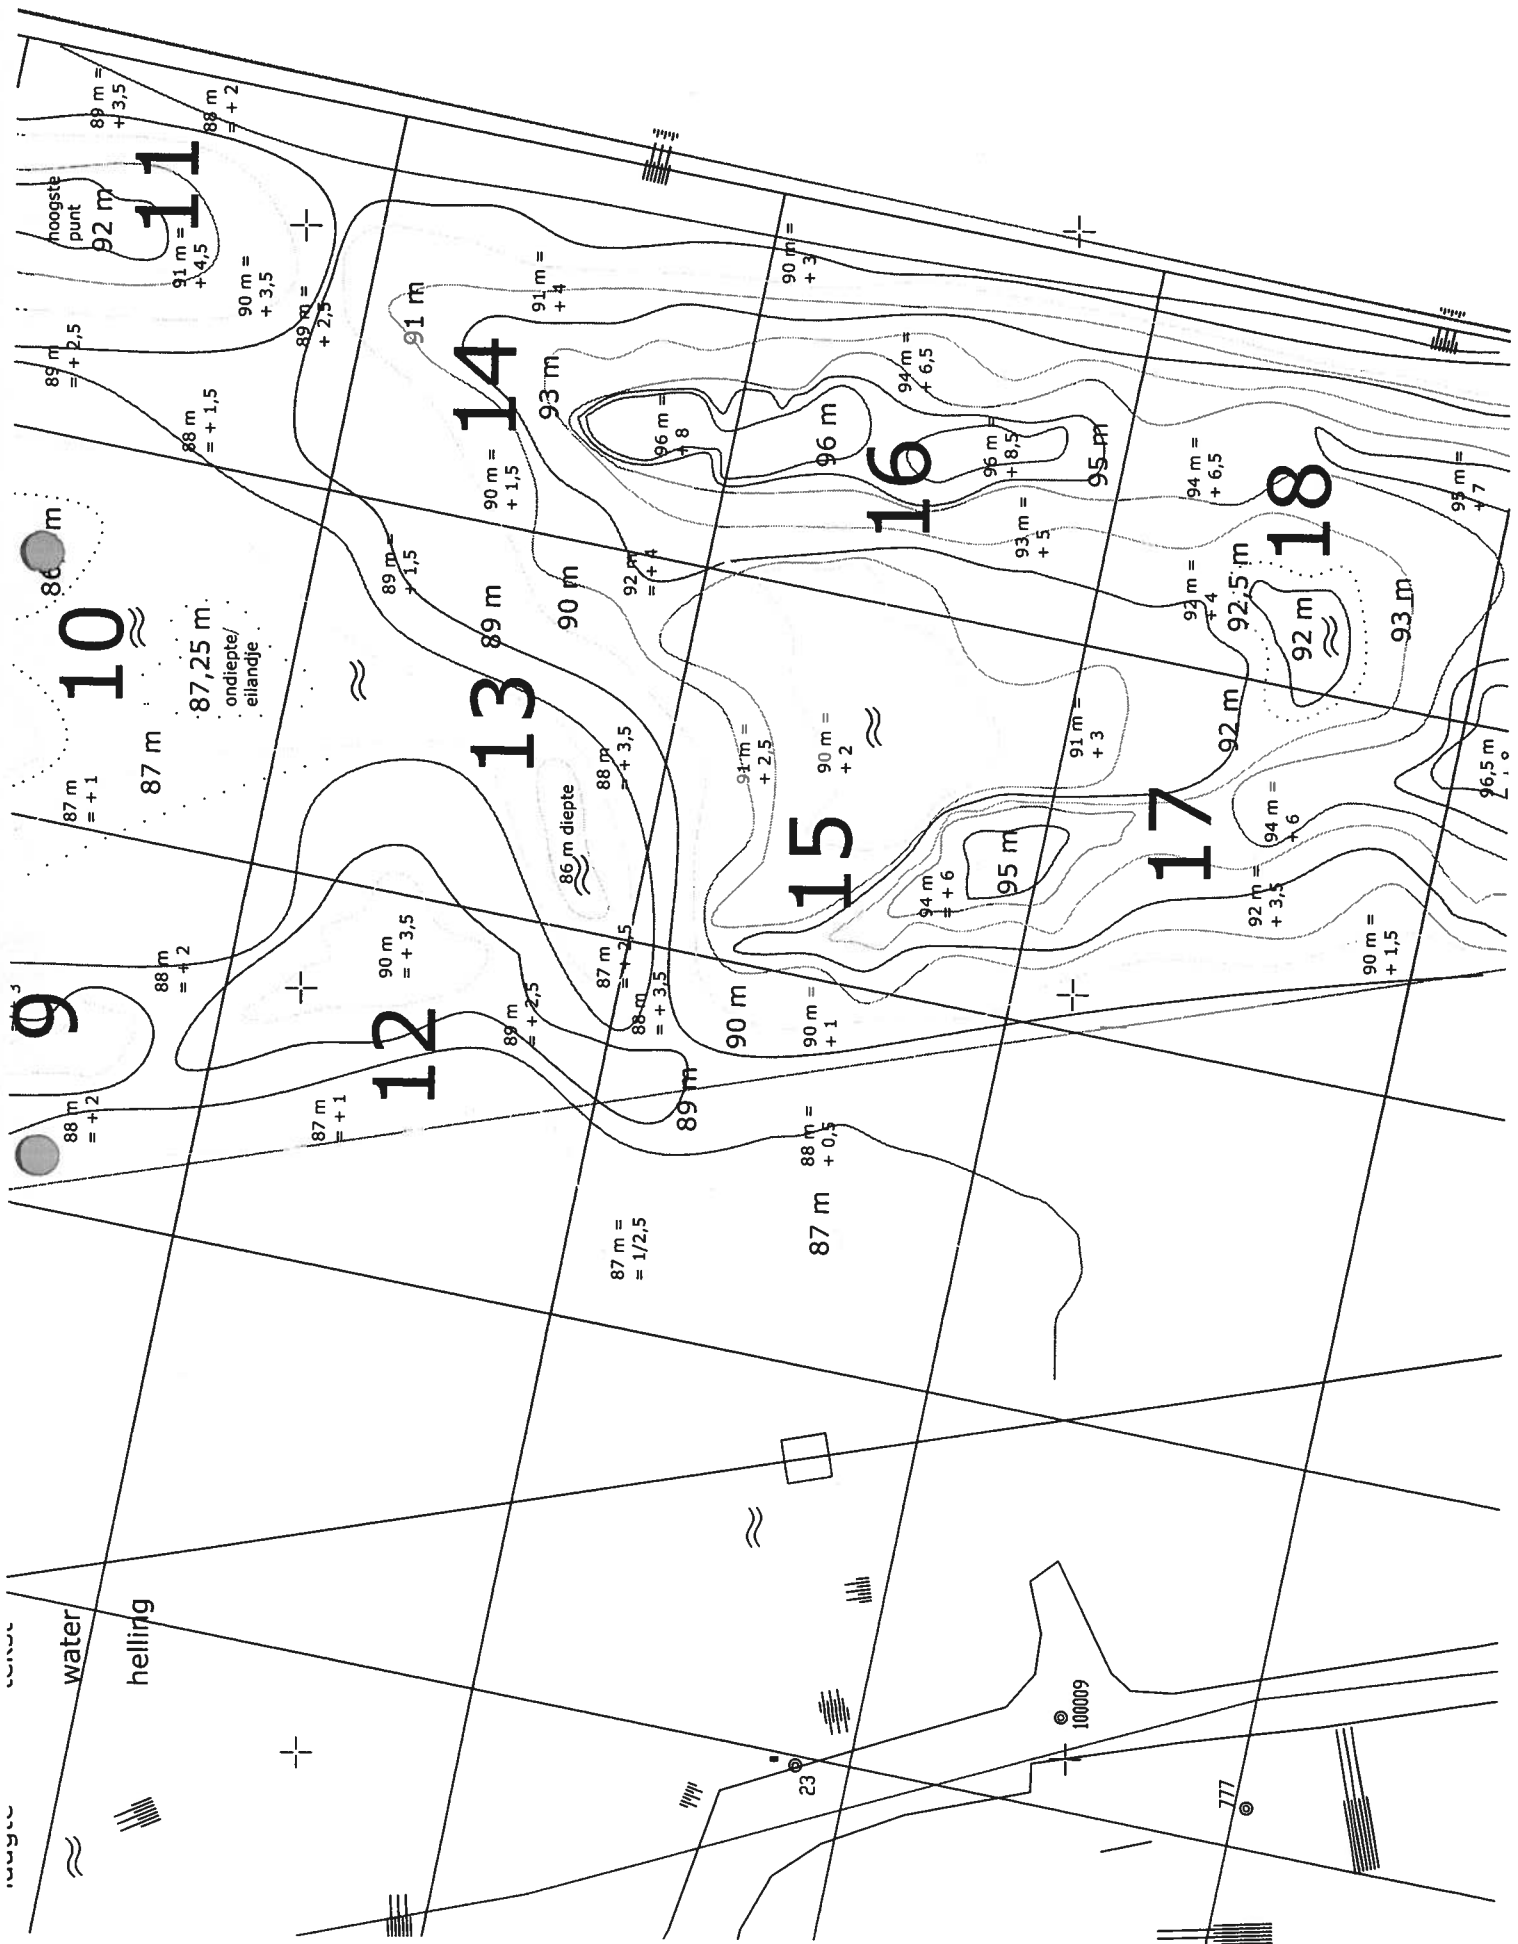 89 m =
+ 3,5
88 m
= + 2
11
hoogste
punt
92 m
91 m =
+ 4,5
90 m =
+ 3,5
89 m =
+ 2,5
89 m
= + 2,5
88 m
= + 1,5
91 m
91 m =
+ 4
90 m =
+ 3
14
93 m
96 m =
+ 8
96 m
94 m =
+ 6,5
16
96 m =
+ 8,5
95 m
94 m =
+ 6,5
18
95 m =
+ 7
90 m =
+ 1,5
93 m =
+ 5
86 m
89 m =
1,5
89 m
90 m
92 m
= + 4
92 m =
+ 4
92,5 m
92 m
93 m
10
87,25 m
ondiepte/
eilandje
87 m
87 m
= + 1
13
88 m
= + 3,5
86 m diepte
91 m =
+ 2,5
90 m =
+ 2
91 m =
+ 3
92 m
96,5 m
15
94 m
= + 6
95 m
17
94 m =
+ 6
92 m =
+ 3,5
90 m =
+ 1,5
9
88 m
= + 2
90 m
= + 3,5
87 m
= + 2,5
88 m
= + 3,5
89 m
= + 2,5
90 m
90 m =
+ 1
12
88 m
= + 2
87 m
= + 1
89 m
88 m =
+ 0,5
87 m =
= 1/2,5
87 m
water
helling
23
100009
777